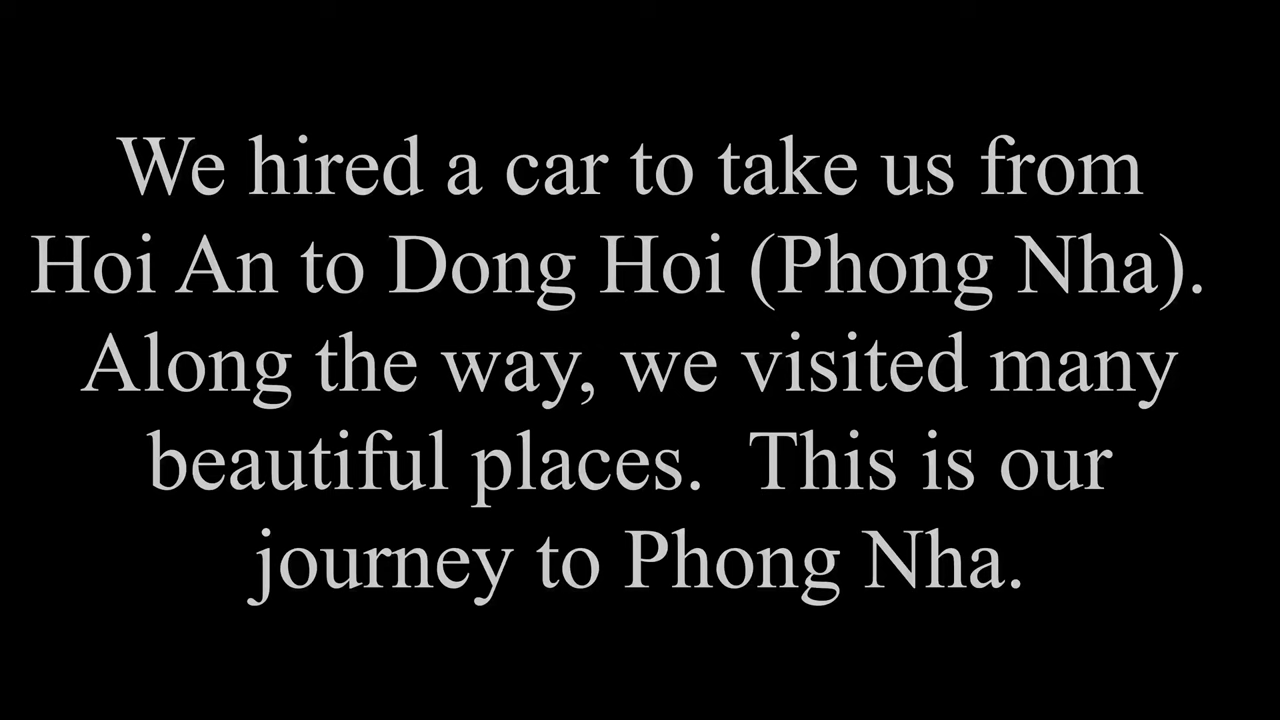 We hired a car to take us from
Hoi An to Dong Hoi (Phong Nha).
Along the way, we visited many
beautiful places.  This is our
journey to Phong Nha.